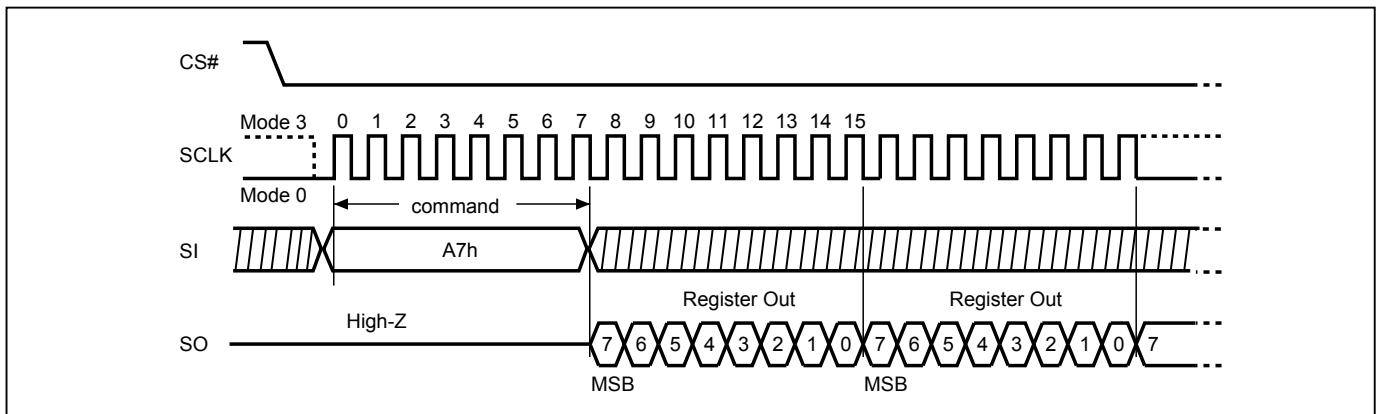 CS#
Mode 3 0 1 2 3 4 5 6 7 8 9 10 11 12 13 14 15
SCLK
Mode 0
command
SI A7h
Register Out Register Out
High-Z
SO 7 6 5 4 3 2 1 0 7 6 5 4 3 2 1 0 7
MSB MSB